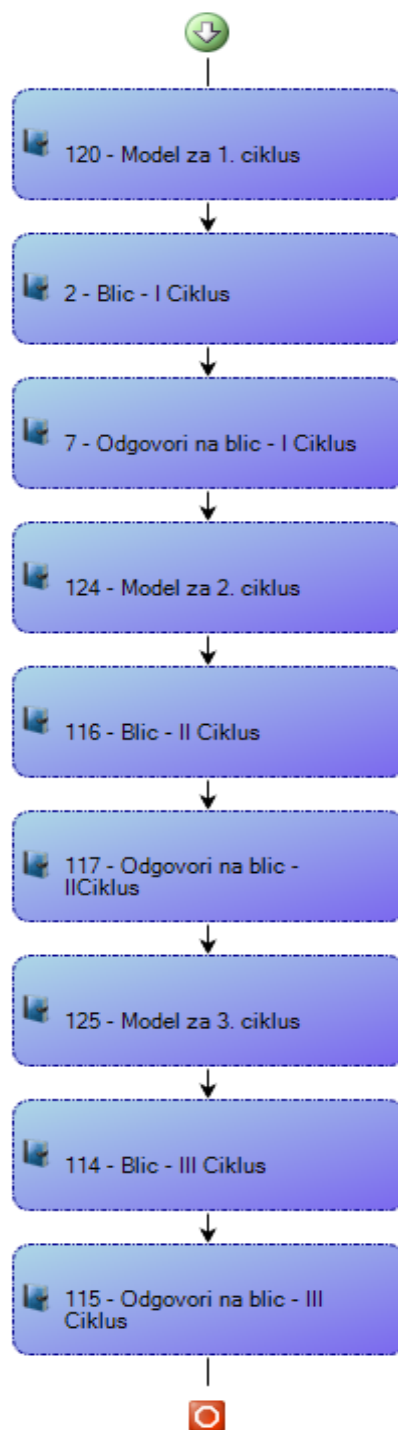 120 - Model za 1. ciklus
2 - Blic - I Ciklus
7 - Odgovori na blic - I Ciklus
124 - Model za 2. ciklus
116 - Blic - II Ciklus
117 - Odgovori na blic -
IICiklus
125 - Model za 3. ciklus
114 - Blic - III Ciklus
115 - Odgovori na blic - III
Ciklus